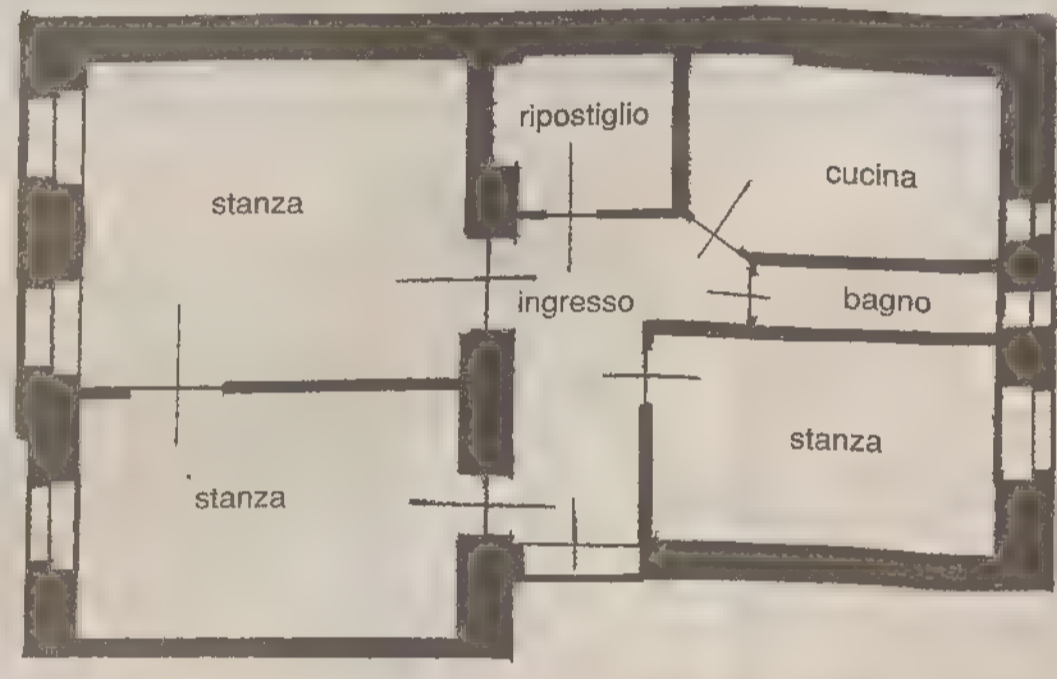 ripostiglio
cucina
stanza
ingresso
bagno
stanza
stanza